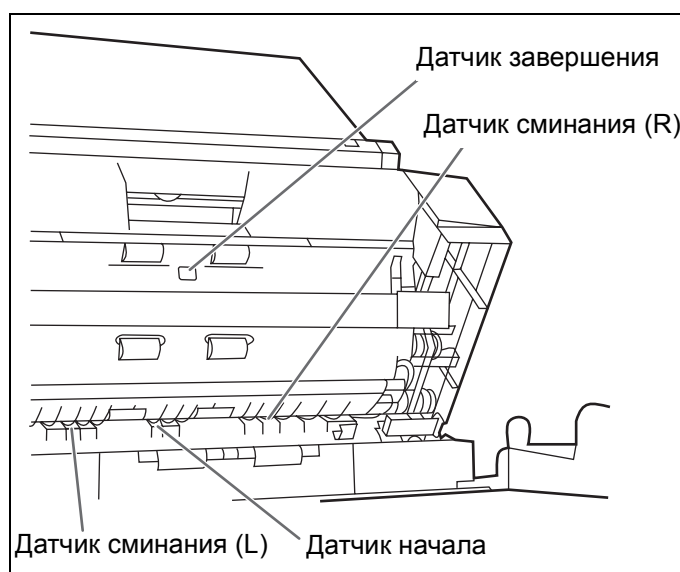 Датчик завершения
Датчик сминания (R)
Датчик сминания (L)
Датчик начала